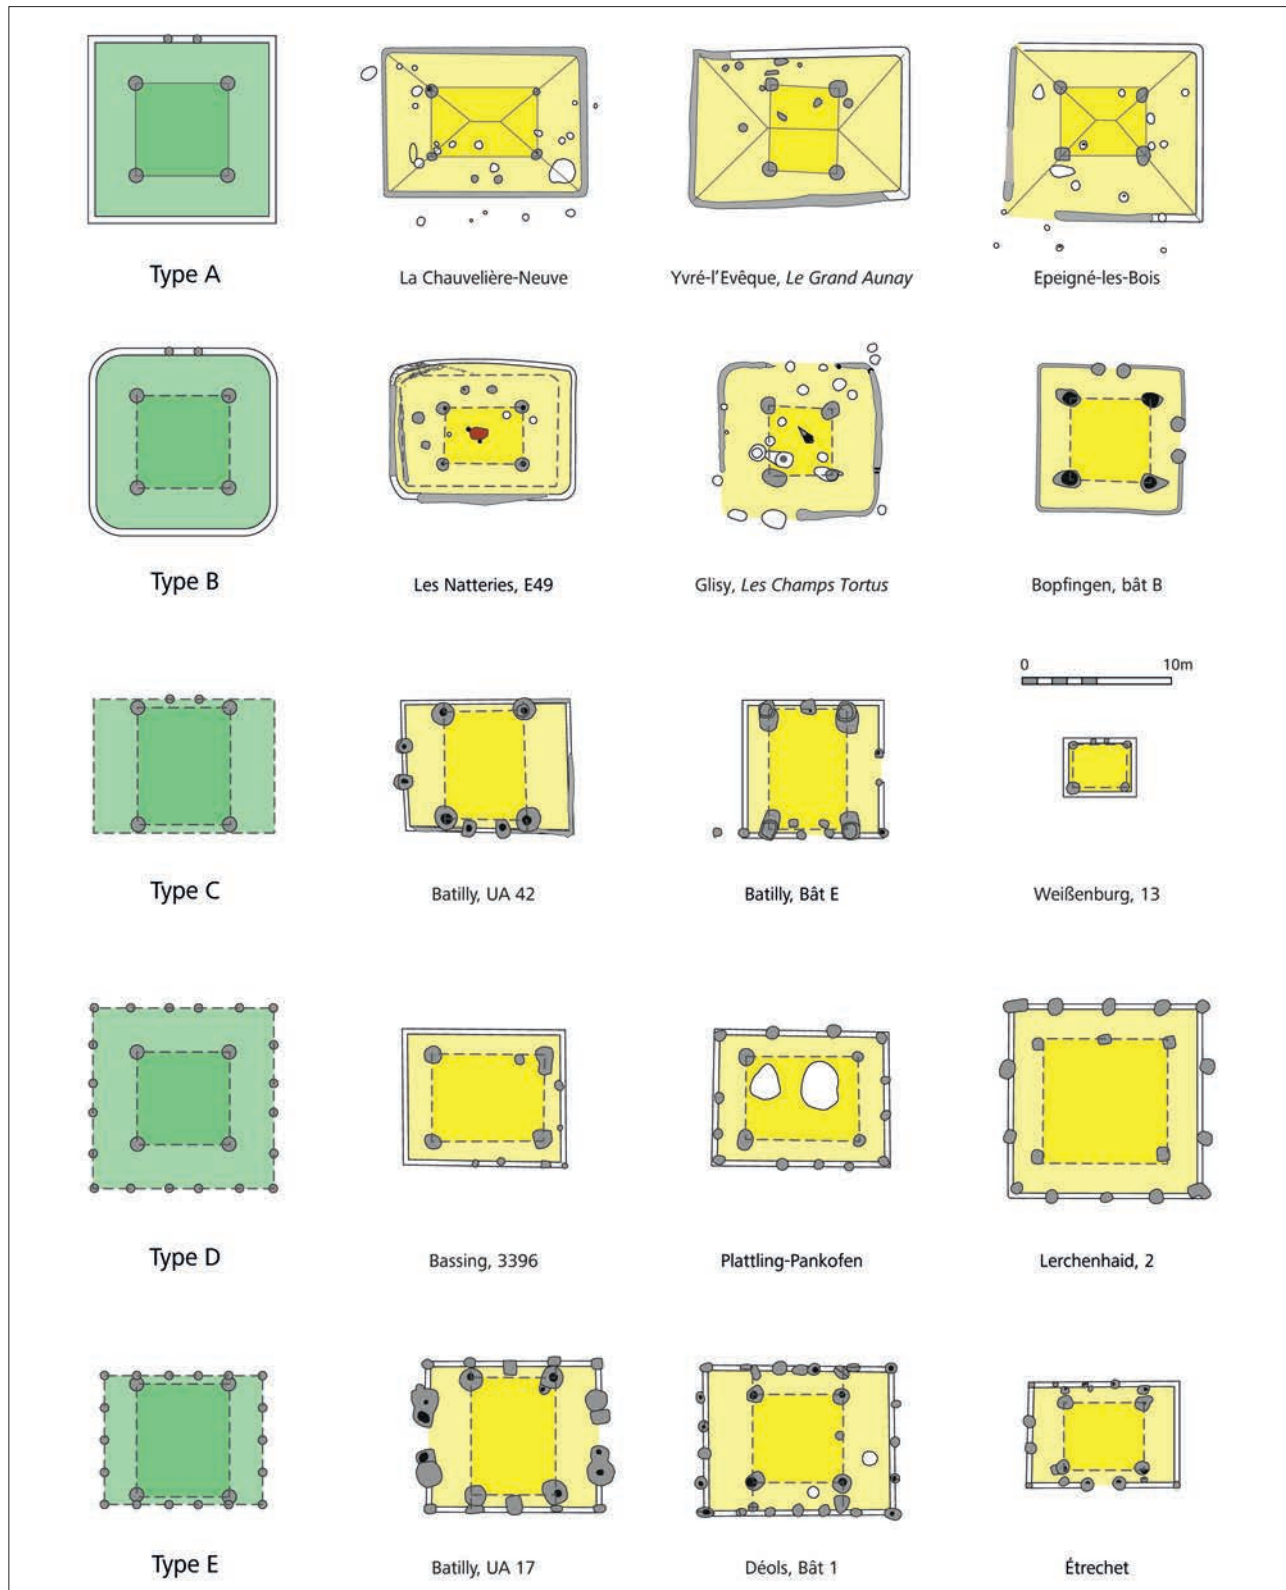 Type A
La Chauvelière-Neuve
Yvré-l'Evêque, Le Grand Aunay
Epeigné-les-Bois
Type B
Les Natteries, E49
Glisy, Les Champs Tortus
Bopfingen, bât B
0 10m
Type C
Batilly, UA 42
Batilly, Bât E
Weißenburg, 13
Type D
Bassing, 3396
Plattling-Pankofen
Lerchenhaid, 2
Type E
Batilly, UA 17
Déols, Bât 1
Étrechet